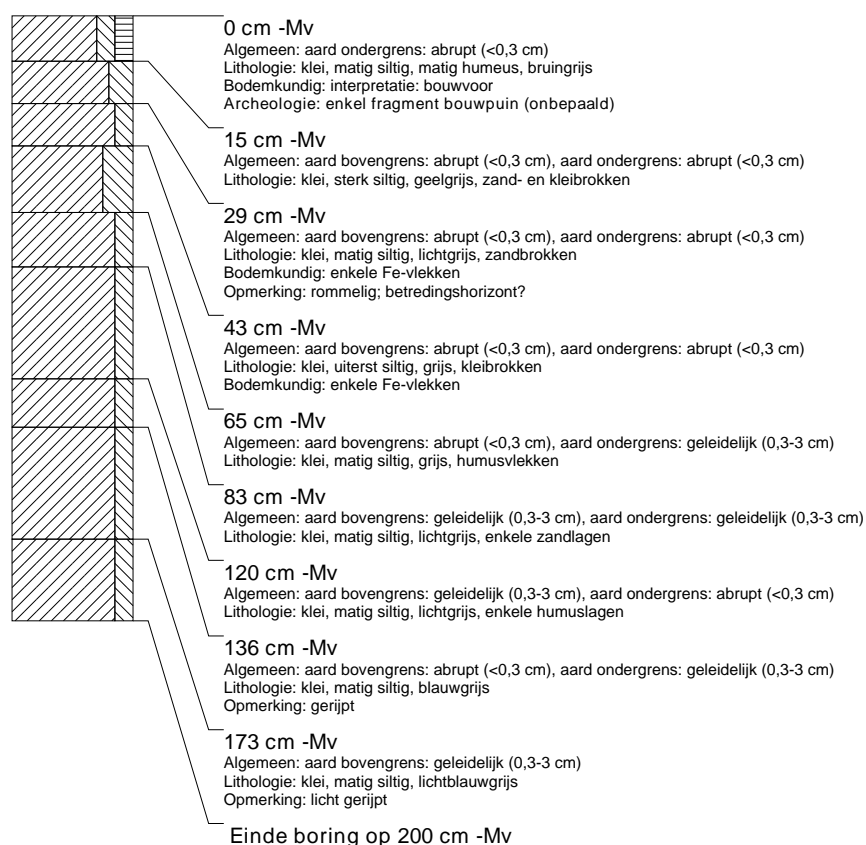 0 cm -Mv
Algemeen: aard ondergrens: abrupt (<0,3 cm)
Lithologie: klei, matig siltig, matig humeus, bruingrijs
Bodemkundig: interpretatie: bouwvoor
Archeologie: enkel fragment bouwpuin (onbepaald)
15 cm -Mv
Algemeen: aard bovengrens: abrupt (<0,3 cm), aard ondergrens: abrupt (<0,3 cm)
Lithologie: klei, sterk siltig, geelgrijs, zand- en kleibrokken
29 cm -Mv
Algemeen: aard bovengrens: abrupt (<0,3 cm), aard ondergrens: abrupt (<0,3 cm)
Lithologie: klei, matig siltig, lichtgrijs, zandbrokken
Bodemkundig: enkele Fe-vlekken
Opmerking: rommelig; betredingshorizont?
43 cm -Mv
Algemeen: aard bovengrens: abrupt (<0,3 cm), aard ondergrens: abrupt (<0,3 cm)
Lithologie: klei, uiterst siltig, grijs, kleibrokken
Bodemkundig: enkele Fe-vlekken
65 cm -Mv
Algemeen: aard bovengrens: abrupt (<0,3 cm), aard ondergrens: geleidelijk (0,3-3 cm)
Lithologie: klei, matig siltig, grijs, humusvlekken
83 cm -Mv
Algemeen: aard bovengrens: geleidelijk (0,3-3 cm), aard ondergrens: geleidelijk (0,3-3 cm)
Lithologie: klei, matig siltig, lichtgrijs, enkele zandlagen
120 cm -Mv
Algemeen: aard bovengrens: geleidelijk (0,3-3 cm), aard ondergrens: abrupt (<0,3 cm)
Lithologie: klei, matig siltig, lichtgrijs, enkele humuslagen
136 cm -Mv
Algemeen: aard bovengrens: abrupt (<0,3 cm), aard ondergrens: geleidelijk (0,3-3 cm)
Lithologie: klei, matig siltig, blauwgrijs
Opmerking: gerijpt
173 cm -Mv
Algemeen: aard bovengrens: geleidelijk (0,3-3 cm)
Lithologie: klei, matig siltig, lichtblauwgrijs
Opmerking: licht gerijpt
Einde boring op 200 cm -Mv